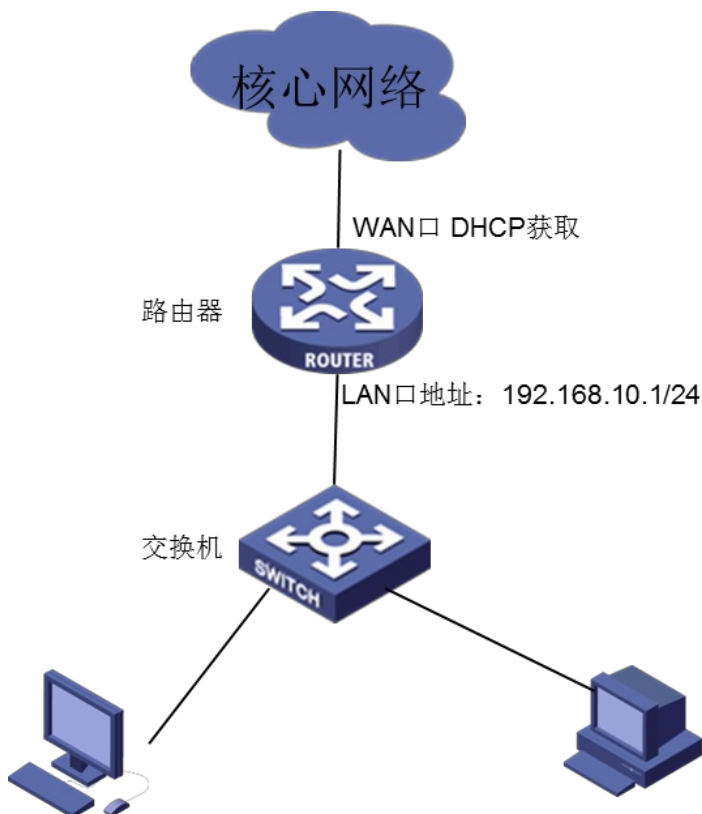 核心网络
WAN口 DHCP获取
路由器
ROUTER
LAN口地址：192.168.10.1/24
交换机
SWITCH